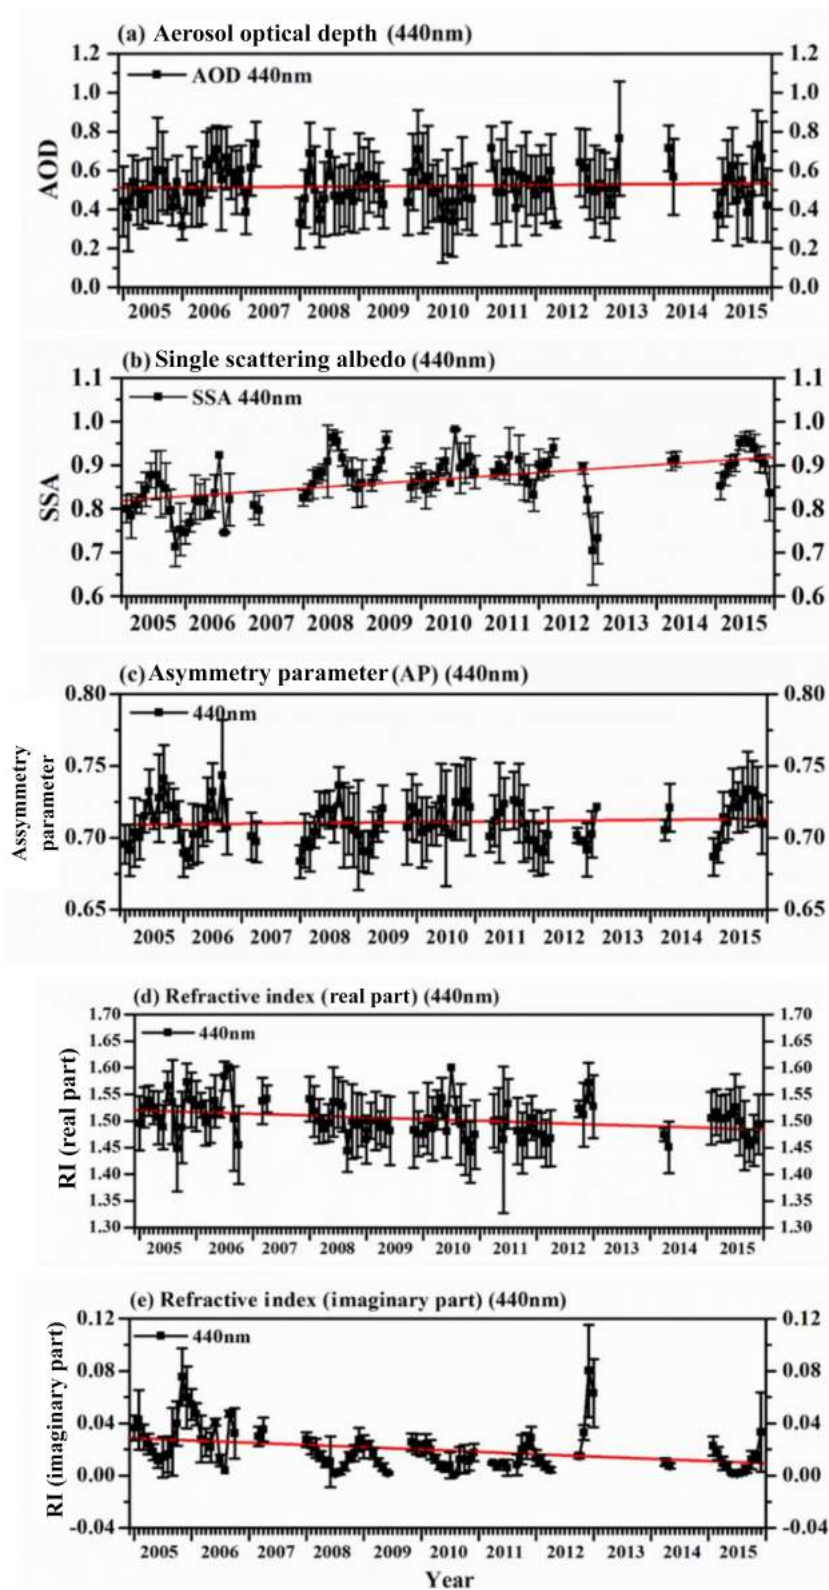 (a) Aerosol optical depth (440nm)
1.2 1.2
AOD 440nm
1.0 1.0
0.8 0.8
AOD
0.6 0.6
0.4 0.4
0.2 0.2
0.0 0.0
2005 2006 2007 2008 2009 2010 2011 2012 2013 2014 2015
(b) Single scattering albedo (440nm)
1.1 1.1
SSA 440nm
1.0 1.0
0.9 0.9
SSA
0.8 0.8
0.7 0.7
0.6 0.6
2005 2006 2007 2008 2009 2010 2011 2012 2013 2014 2015
(c) Asymmetry parameter (AP) (440nm)
0.80 0.80
440nm
0.75 0.75
Assymmetry
parameter
0.70 0.70
0.65 0.65
2005 2006 2007 2008 2009 2010 2011 2012 2013 2014 2015
(d) Refractive index (real part) (440nm)
1.70 1.70
440nm
1.65 1.65
1.60 1.60
1.55 1.55
RI (real part)
1.50 1.50
1.45 1.45
1.40 1.40
1.35 1.35
1.30 1.30
2005 2006 2007 2008 2009 2010 2011 2012 2013 2014 2015
(e) Refractive index (imaginary part) (440nm)
0.12 0.12
440nm
0.08 0.08
RI (imaginary part)
0.04 0.04
0.00 0.00
-0.04 -0.04
2005 2006 2007 2008 2009 2010 2011 2012 2013 2014 2015
Year